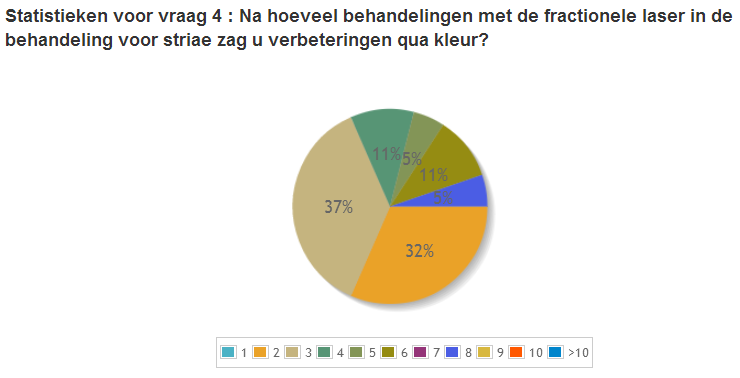 Statistieken voor vraag 4 : Na hoeveel behandelingen met de fractionele laser in de
behandeling voor striae zag u verbeteringen qua kleur?
11% 5%
11%
5%
37%
32%
1 2 3 4 5 6 7 8 9 10 >10